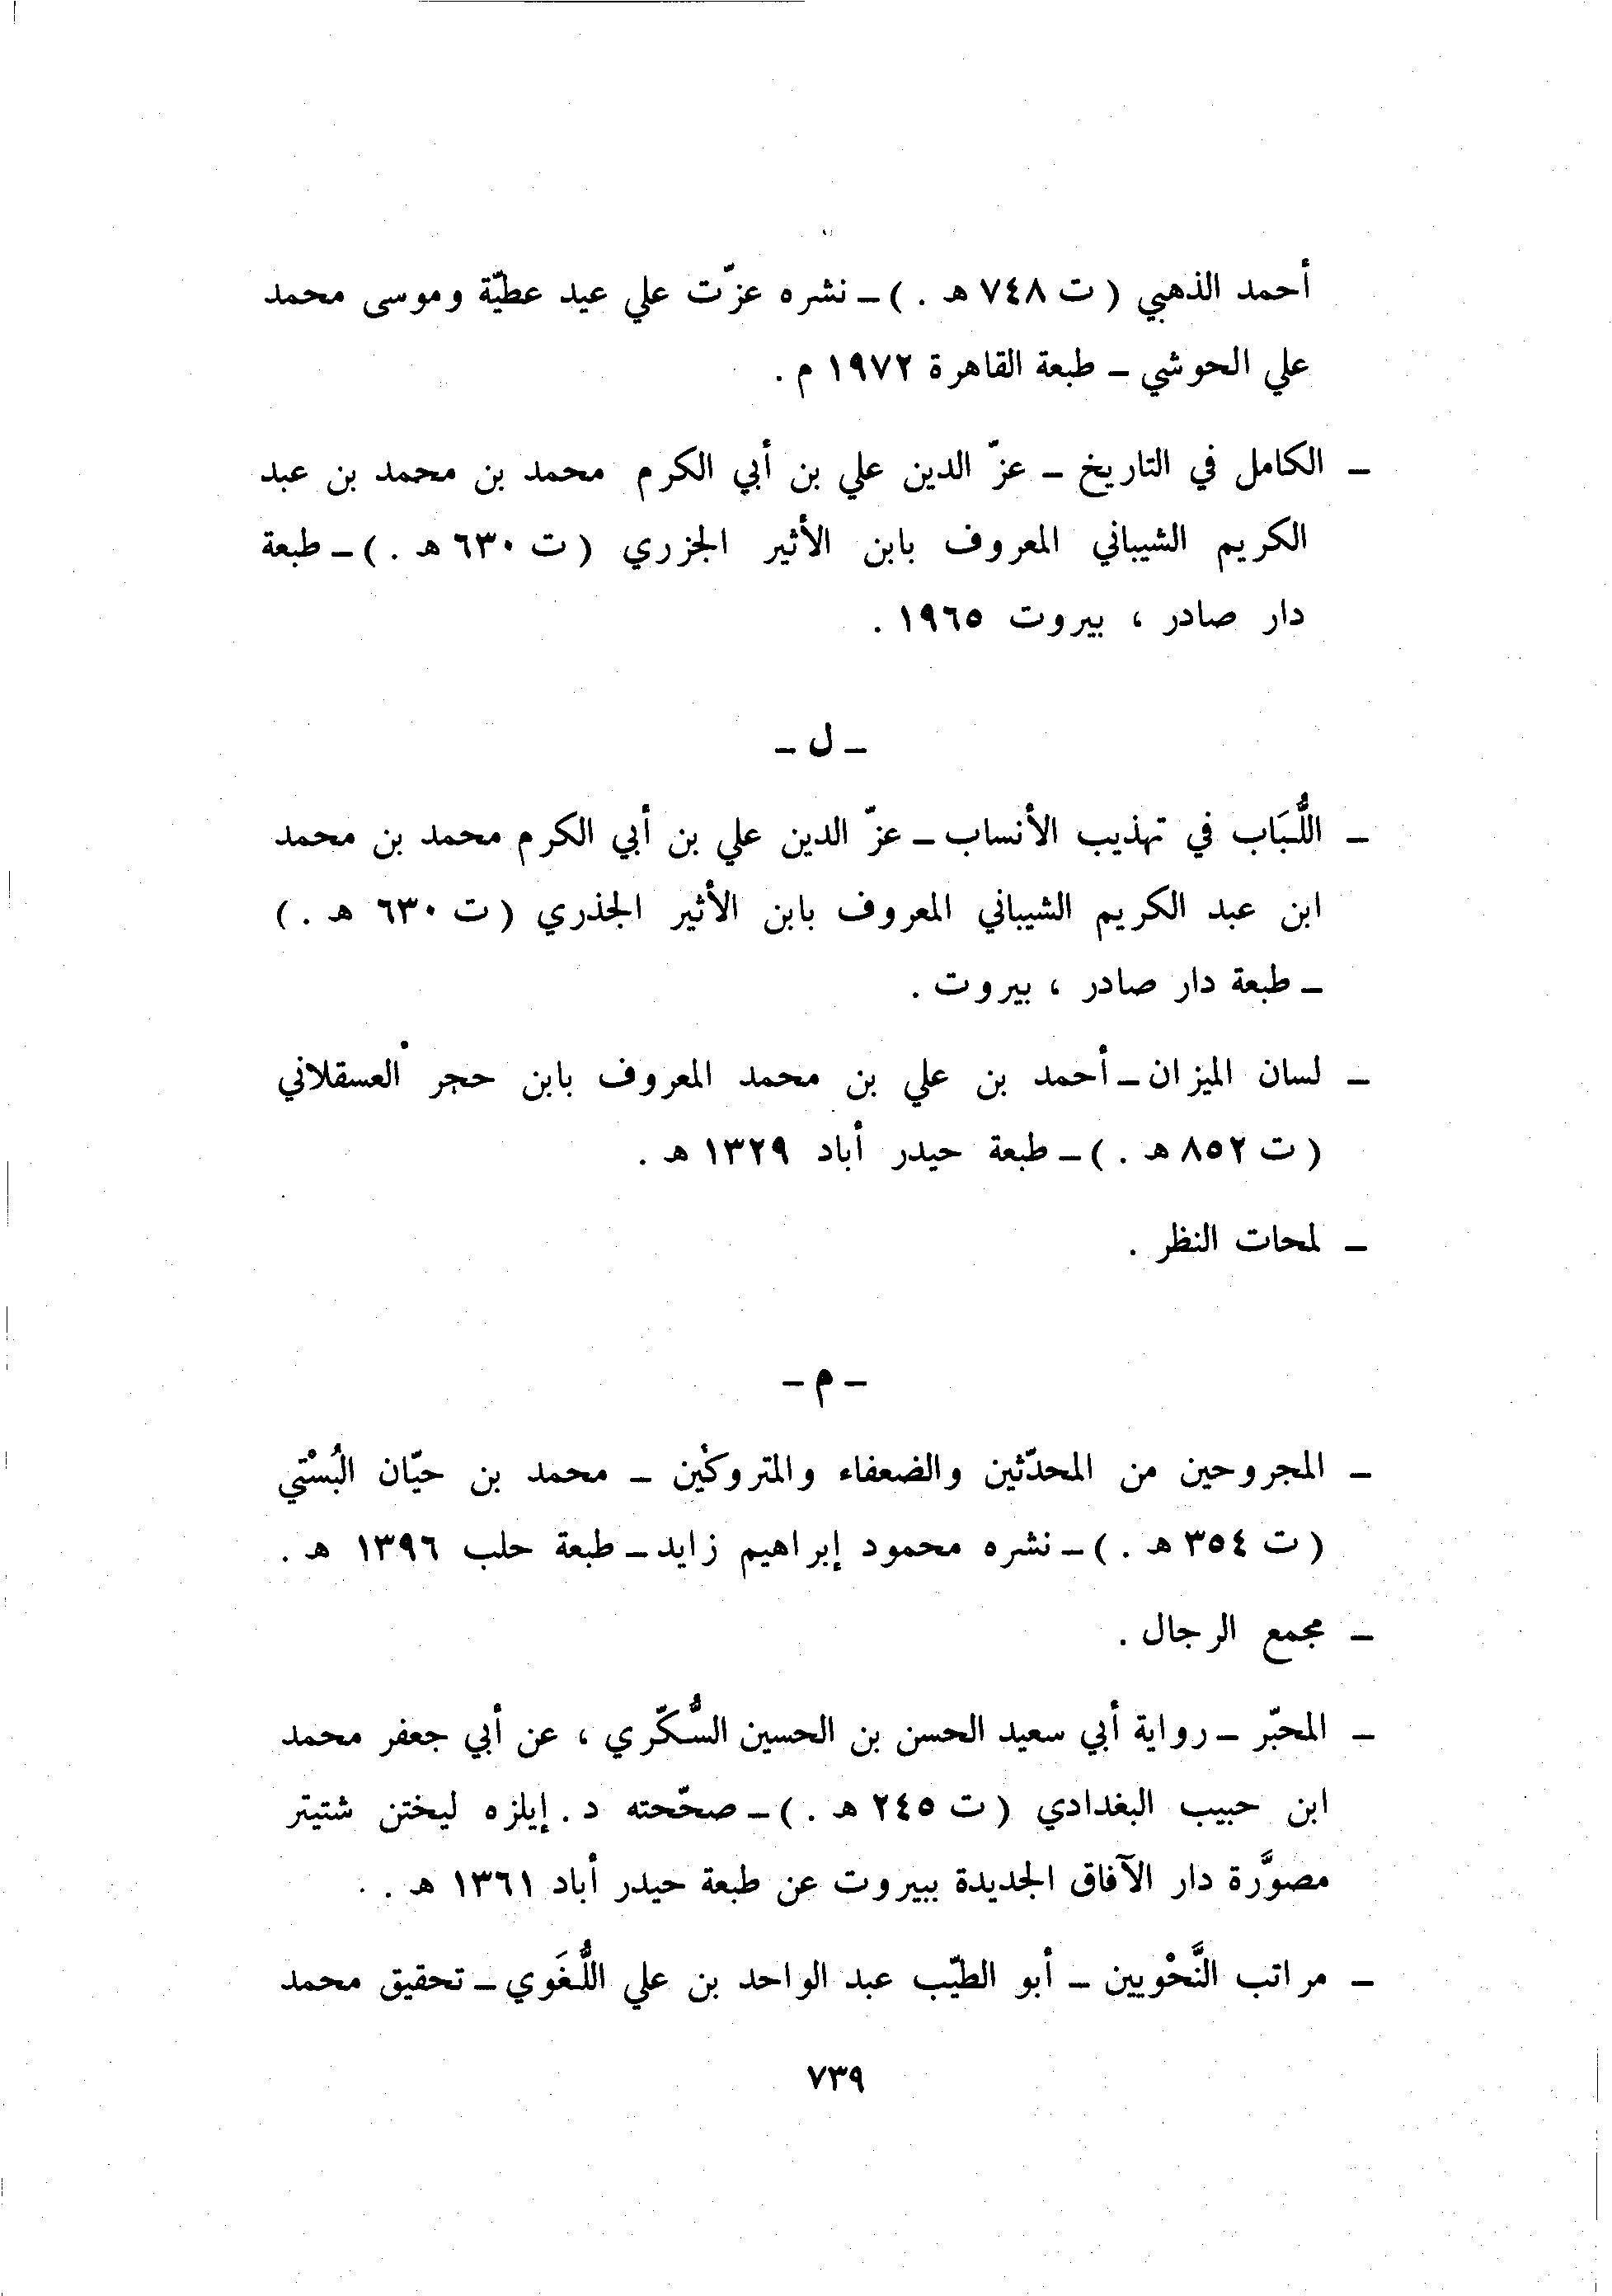 أحمد الذهبي (ت ٧٤٨ هـ.) ـ نشره عزّت علي عيد عطيّة وموسى محمد
علي الحوشي ـ طبعة القاهرة ١٩٧٢ م.
ـ الكامل في التاريخ ـ عزّ الدين علي بن أبي الكرم محمد بن محمد بن عبد
الكريم الشيباني المعروف بابن الأثير الجزري (ت ٦٣٠ هـ.) ـ طبعة
دار صادر، بيروت ١٩٦٥.
ـ ل ـ
ـ اللُّبَاب في تهذيب الأنساب ـ عزّ الدين علي بن أبي الكرم محمد بن محمد
ابن عبد الكريم الشيباني المعروف بابن الأثير الجذري (ت ٦٣٠ هـ.)
ـ طبعة دار صادر، بيروت.
ـ لسان الميزان ـ أحمد بن علي بن محمد المعروف بابن حجر العسقلاني
(ت ٨٥٢ هـ.) ـ طبعة حيدر أباد ١٣٢٩ هـ.
ـ لمحات النظر.
ـ م ـ
ـ المجروحين من المحدّثين والضعفاء والمتروكين ـ محمد بن حيّان البُسْتي
(ت ٣٥٤ هـ.) ـ نشره محمود إبراهيم زايد ـ طبعة حلب ١٣٩٦ هـ.
ـ مجمع الرجال.
ـ المحبّر ـ رواية أبي سعيد الحسن بن الحسين السُّكّري، عن أبي جعفر محمد
ابن حبيب البغدادي (ت ٢٤٥ هـ.) ـ صحّحته د. إيلزه ليختن شتيتر
مصوَّرة دار الآفاق الجديدة ببيروت عن طبعة حيدر أباد ١٣٦١ هـ.
ـ مراتب النَّحْويين ـ أبو الطيّب عبد الواحد بن علي اللُّغَوي ـ تحقيق محمد
٧٣٩